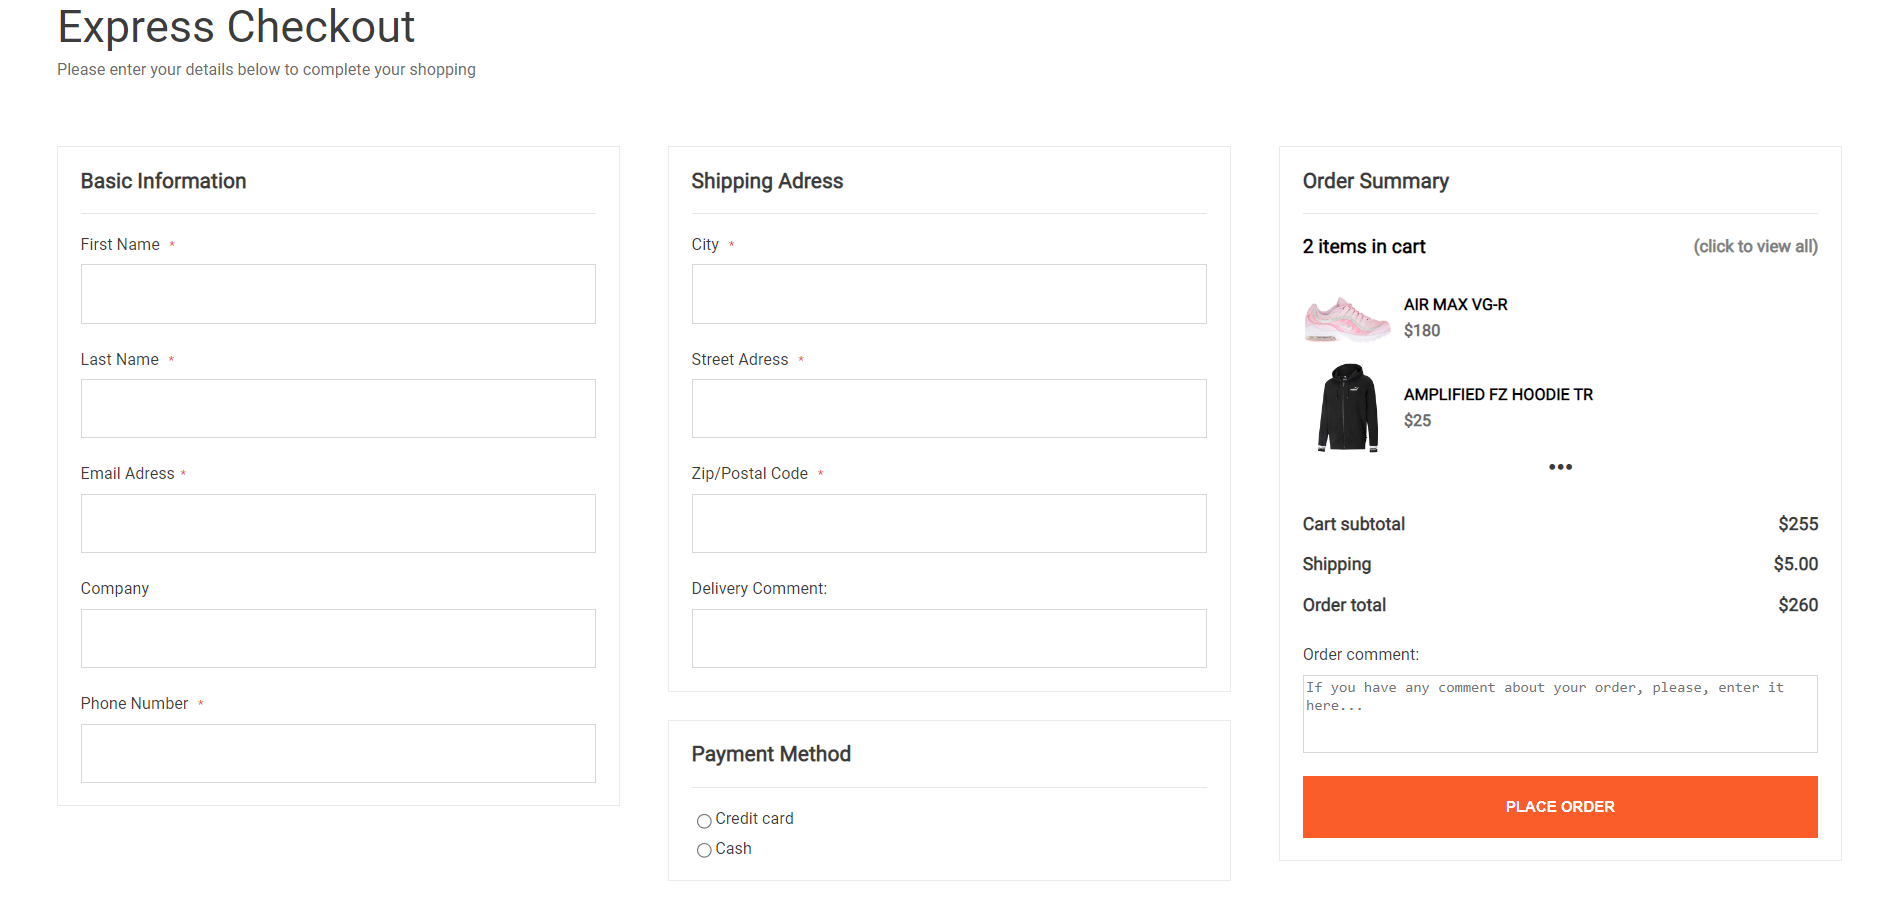 Express Checkout
Please enter your details below to complete your shopping
Basic Information
First Name *
Last Name *
Email Adress *
Company
Phone Number *
Shipping Adress
City *
Street Adress *
Zip/Postal Code *
Delivery Comment:
Payment Method
Credit card
Cash
Order Summary
2 items in cart (click to view all)
AIR MAX VG-R
$180
AMPLIFIED FZ HOODIE TR
$25
•••
Cart subtotal $255
Shipping $5.00
Order total $260
Order comment:
If you have any comment about your order, please, enter it
here...
PLACE ORDER